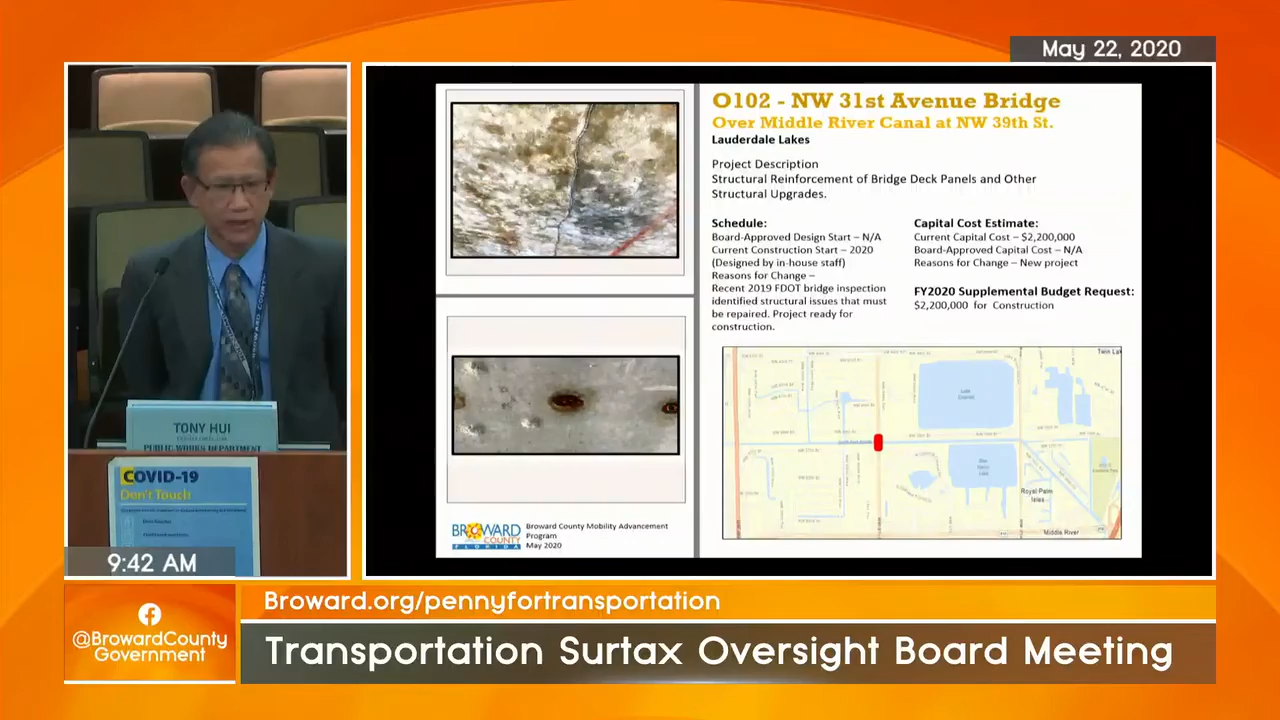 May 22, 2020
O102 - NW 31st Avenue Bridge
Over Middle River Canal at NW 39th St.
Lauderdale Lakes
Project Description
Structural Reinforcement of Bridge Deck Panels and Other
Structural Upgrades.
Schedule:
Board-Approved Design Start – N/A
Current Construction Start – 2020
(Designed by in-house staff)
Reasons for Change –
Recent 2019 FDOT bridge inspection
identified structural issues that must
be repaired. Project ready for
construction.
Capital Cost Estimate:
Current Capital Cost – $2,200,000
Board-Approved Capital Cost – N/A
Reasons for Change – New project
FY2020 Supplemental Budget Request:
$2,200,000 for Construction
Royal Palm
Isles
Middle River
BROWARD
COUNTY
FLORIDA
Broward County Mobility Advancement
Program
May 2020
TONY HUI
PUBLIC WORKS DEPARTMENT
COVID-19
Don't Touch
9:42 AM
@BrowardCounty
Government
Broward.org/pennyfortransportation
Transportation Surtax Oversight Board Meeting